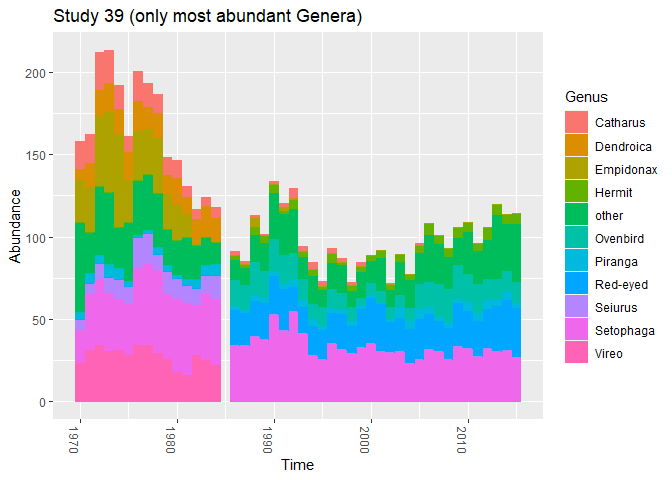 Study 39 (only most abundant Genera)
200
150
100
50
0
Abundance
1970
1980
1990
2000
2010
Time
Genus
Catharus
Dendroica
Empidonax
Hermit
other
Ovenbird
Piranga
Red-eyed
Seiurus
Setophaga
Vireo